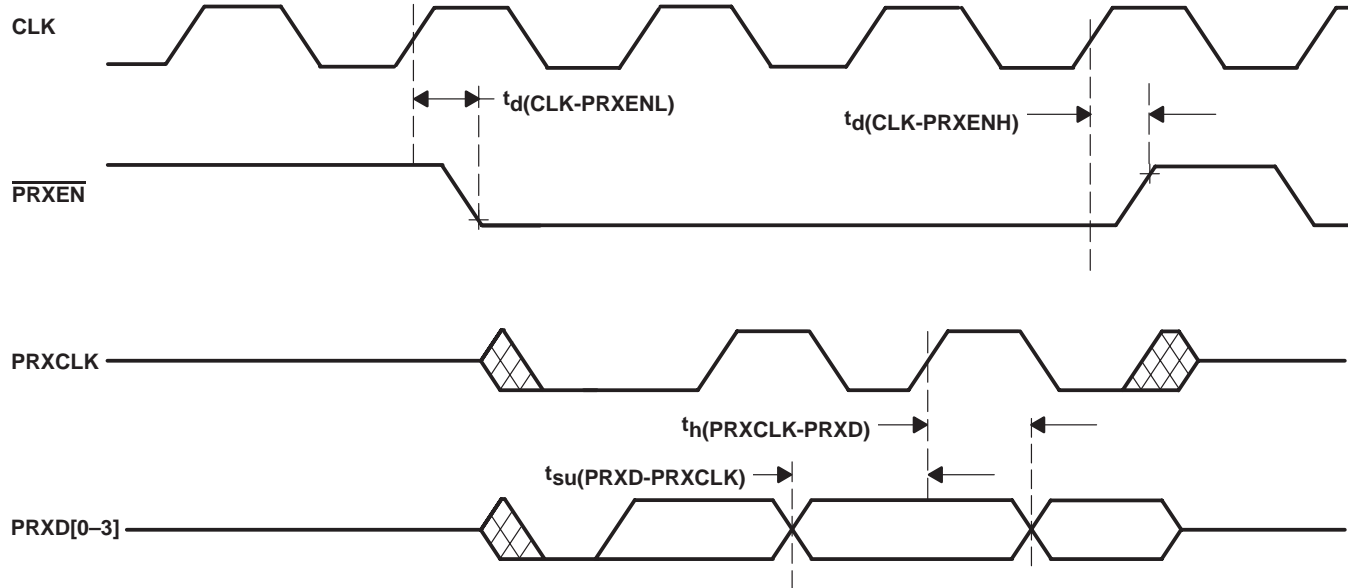 CLK
td(CLK-PRXENL)
td(CLK-PRXENH)
PRXEN
PRXCLK
th(PRXCLK-PRXD)
tsu(PRXD-PRXCLK)
PRXD[0–3]